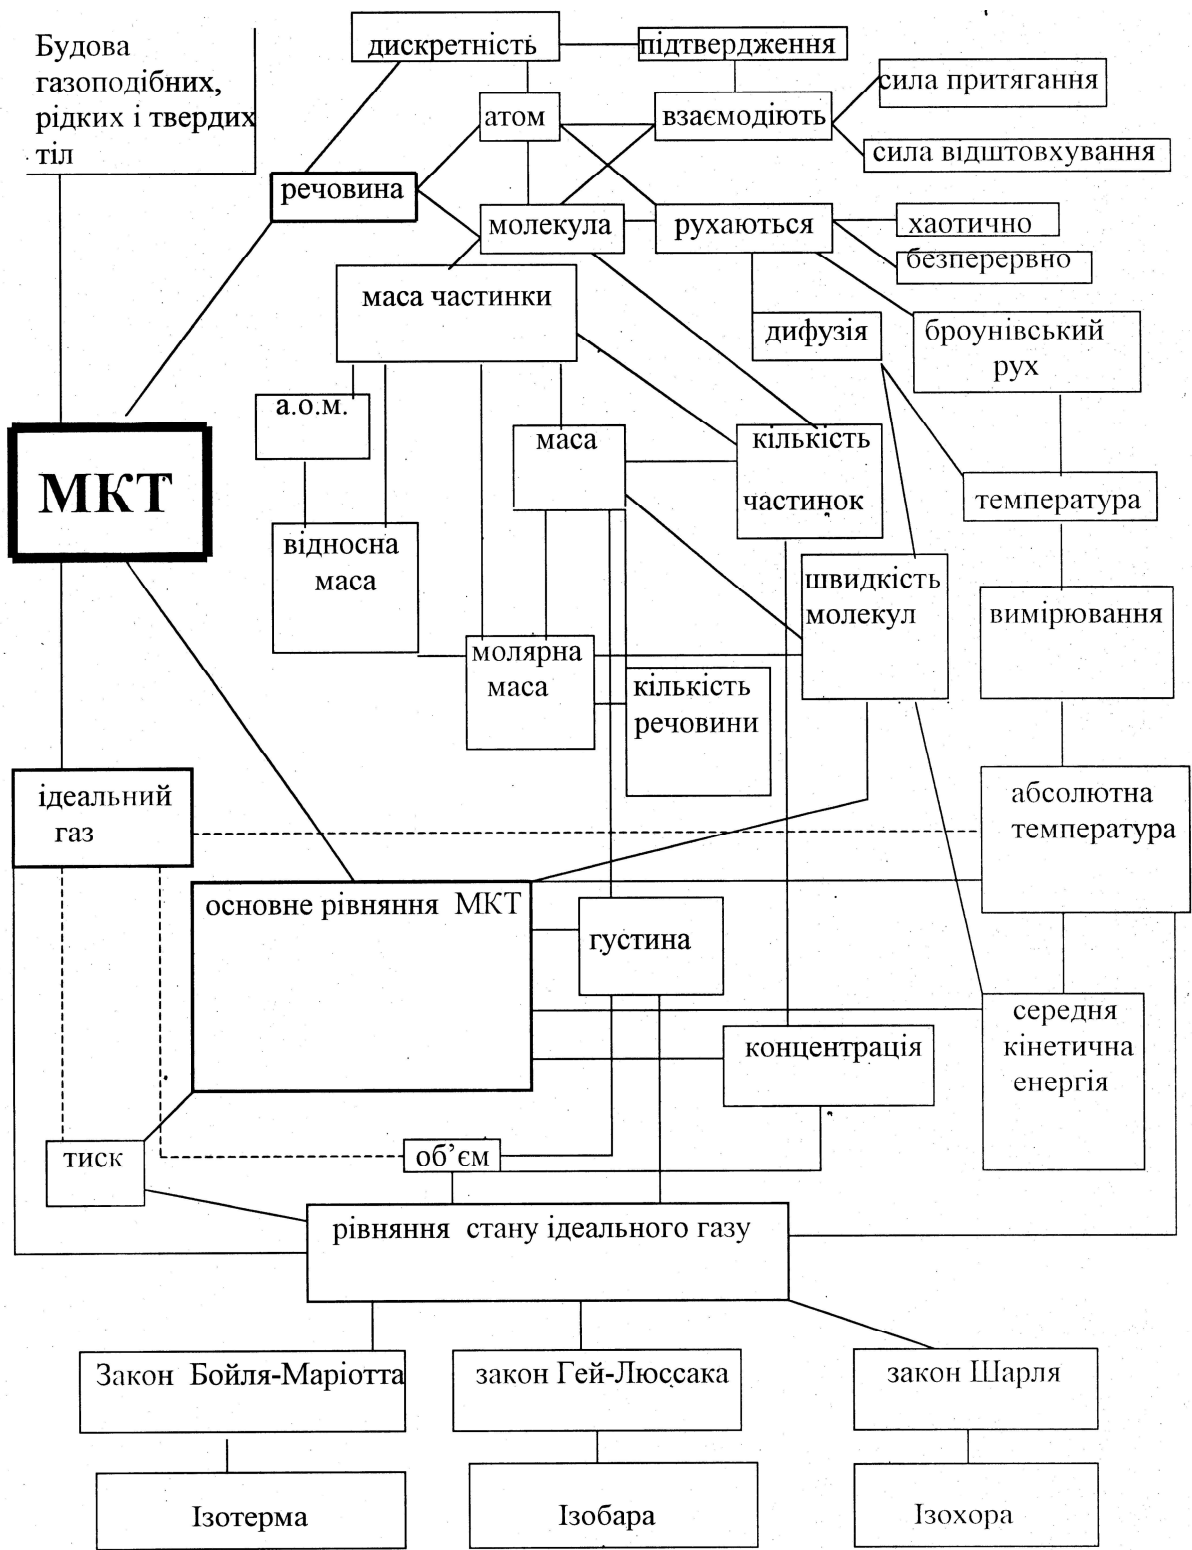 Будова
газоподібних,
рідких і твердих
тіл
дискретність
підтвердження
сила притягання
атом
взаємодіють
сила відштовхування
речовина
молекула
рухаються
хаотично
безперервно
маса частинки
дифузія
броунівський
рух
а.о.м.
маса
кількість
частинок
температура
МКТ
відносна
маса
швидкість
молекул
вимірювання
молярна
маса
кількість
речовини
ідеальний
газ
абсолютна
температура
основне рівняння МКТ
густина
середня
кінетична
енергія
концентрація
тиск
об’єм
рівняння стану ідеального газу
Закон Бойля-Маріотта
закон Гей-Люссака
закон Шарля
Ізотерма
Ізобара
Ізохора